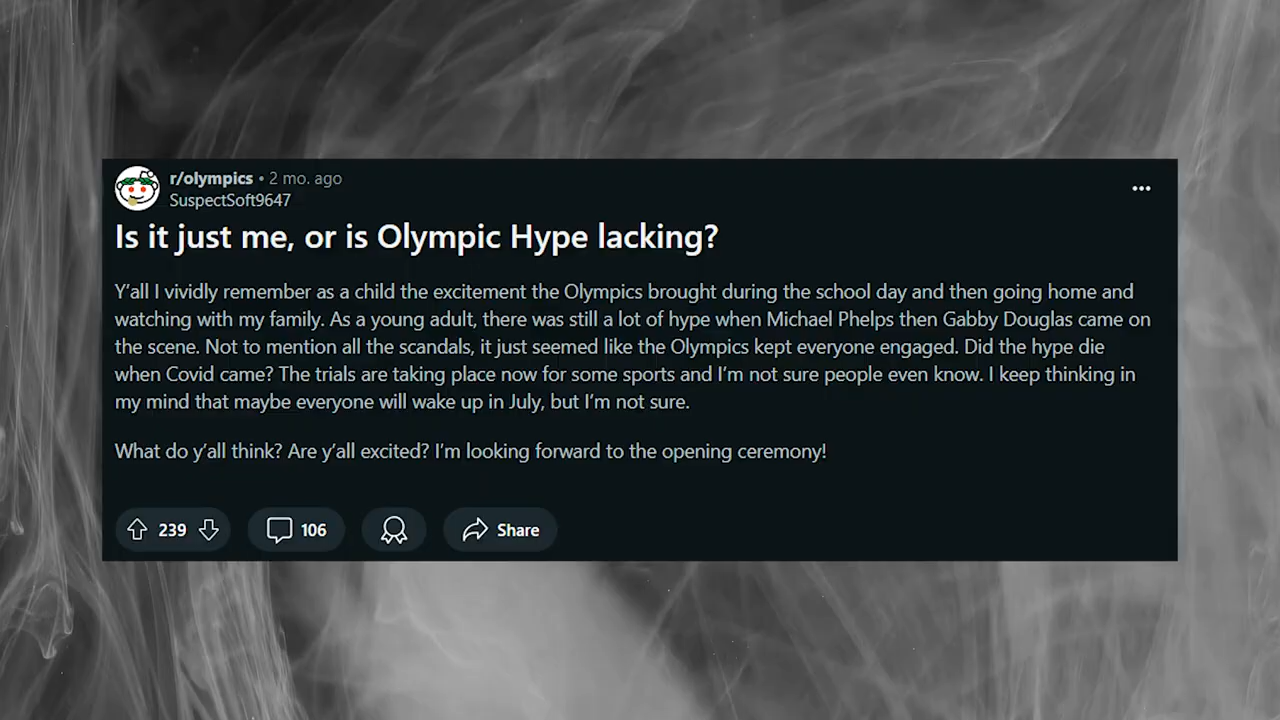 r/olympics • 2 mo. ago
SuspectSoft9647
Is it just me, or is Olympic Hype lacking?
Y'all I vividly remember as a child the excitement the Olympics brought during the school day and then going home and
watching with my family. As a young adult, there was still a lot of hype when Michael Phelps then Gabby Douglas came on
the scene. Not to mention all the scandals, it just seemed like the Olympics kept everyone engaged. Did the hype die
when Covid came? The trials are taking place now for some sports and I'm not sure people even know. I keep thinking in
my mind that maybe everyone will wake up in July, but I'm not sure.
What do y'all think? Are y'all excited? I'm looking forward to the opening ceremony!
239 106 Share